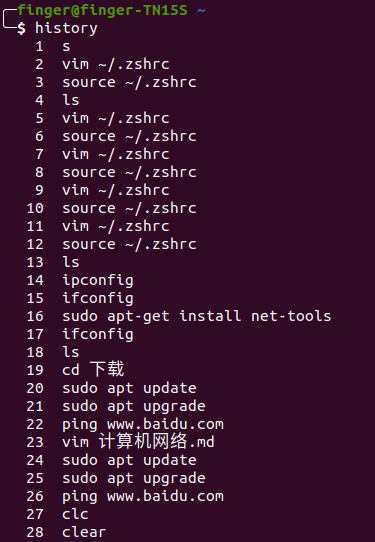 finger@finger-TN15S ~
$ history
1 s
2 vim ~/.zshrc
3 source ~/.zshrc
4 ls
5 vim ~/.zshrc
6 source ~/.zshrc
7 vim ~/.zshrc
8 source ~/.zshrc
9 vim ~/.zshrc
10 source ~/.zshrc
11 vim ~/.zshrc
12 source ~/.zshrc
13 ls
14 ipconfig
15 ifconfig
16 sudo apt-get install net-tools
17 ifconfig
18 ls
19 cd 下载
20 sudo apt update
21 sudo apt upgrade
22 ping www.baidu.com
23 vim 计算机网络.md
24 sudo apt update
25 sudo apt upgrade
26 ping www.baidu.com
27 clc
28 clear